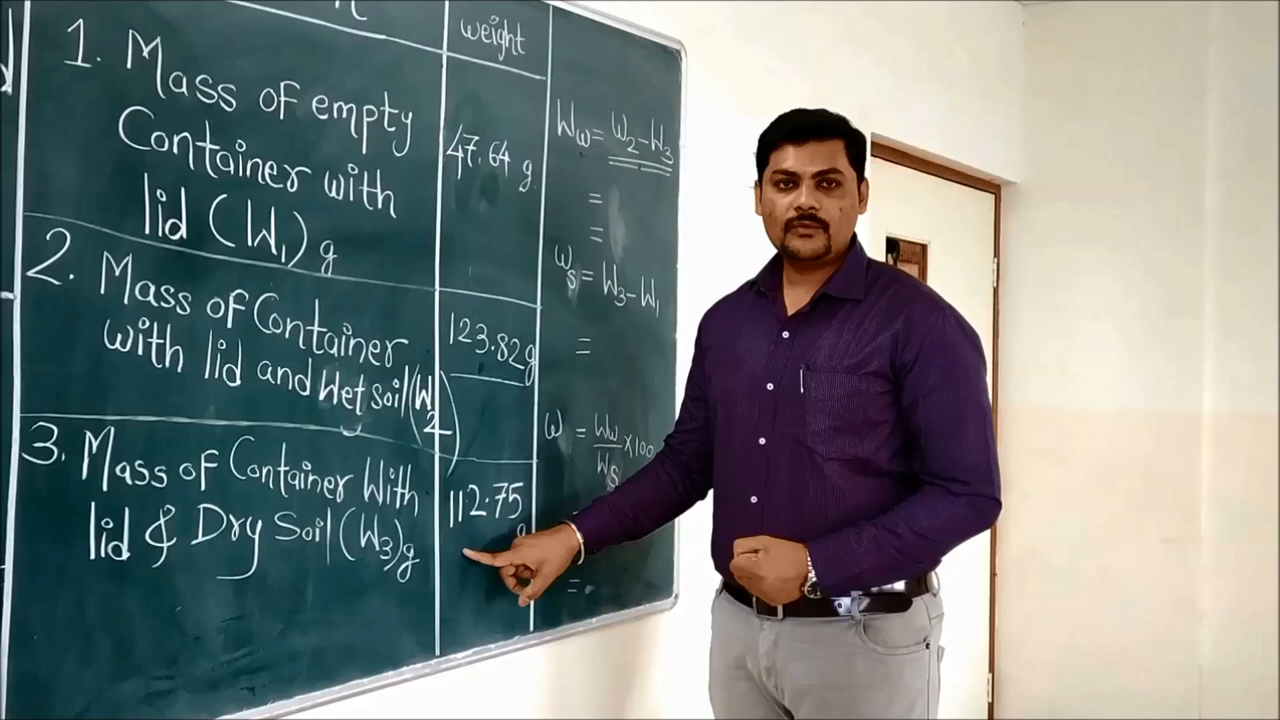 weight
1. Mass of empty
Container with
lid (W1) g
47.64 g
2. Mass of Container
with lid and Wet soil (W2)
123.82g
3. Mass of Container With
lid & Dry Soil (W3)g
112.75
g
Ww = W2-W3
=
=
Ws = W3-W1
=
W = Ww/Ws ×100
=